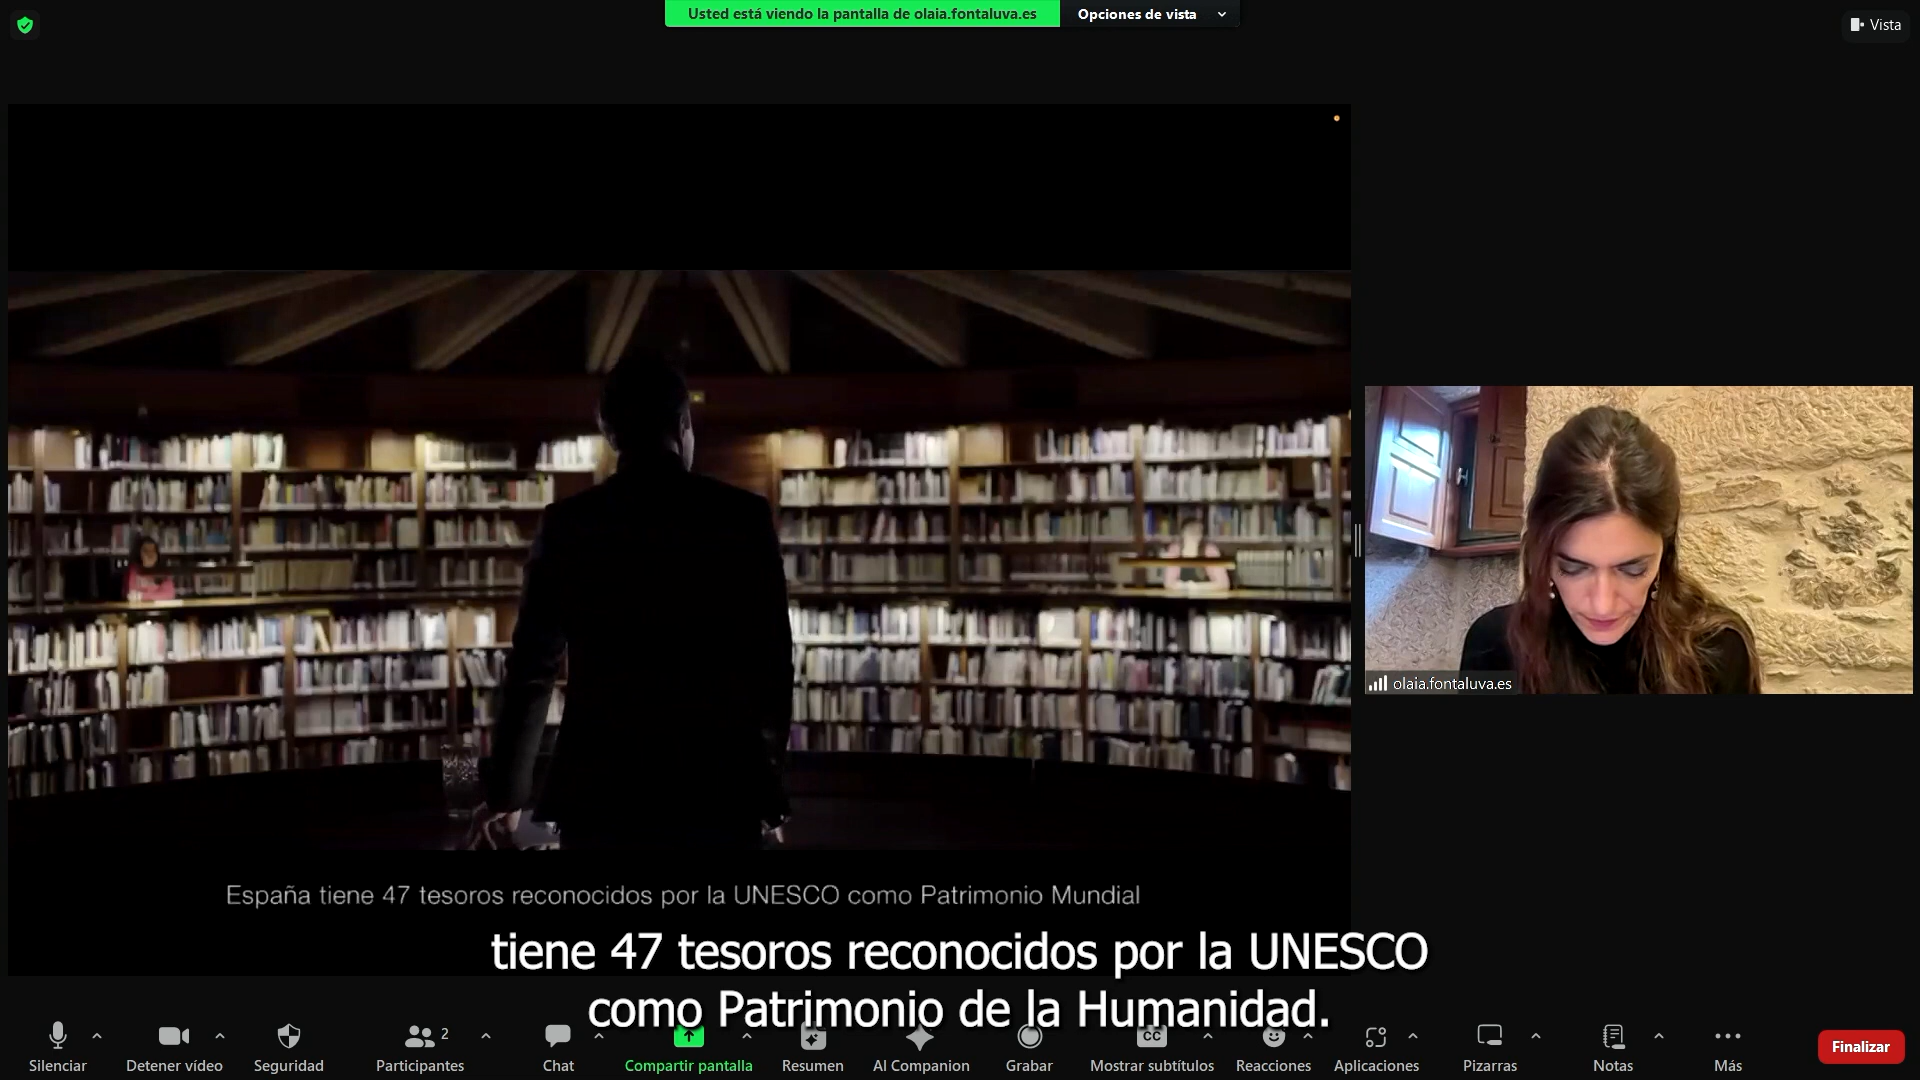 Usted está viendo la pantalla de olaia.fontaluva.es
Opciones de vista
Vista
España tiene 47 tesoros reconocidos por la UNESCO como Patrimonio Mundial
tiene 47 tesoros reconocidos por la UNESCO
como Patrimonio de la Humanidad.
olaia.fontaluva.es
Silenciar
Detener vídeo
Seguridad
Participantes
2
Chat
Compartir pantalla
Resumen
AI Companion
Grabar
CC
Mostrar subtítulos
Reacciones
Aplicaciones
Pizarras
Notas
Más
Finalizar